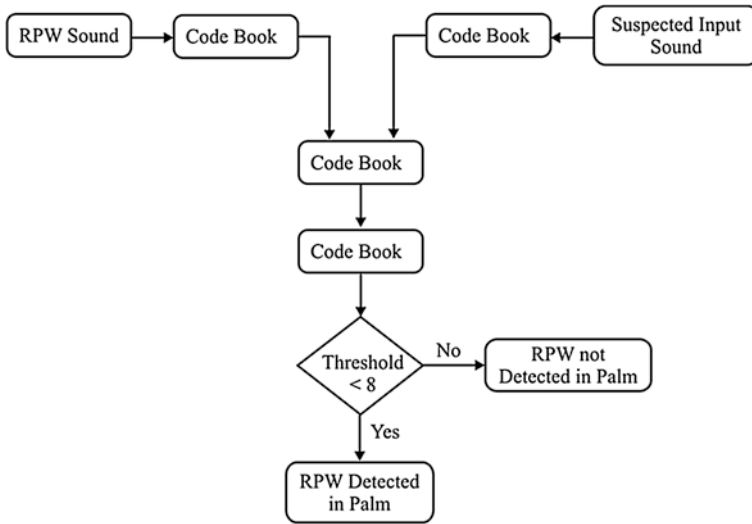 RPW Sound
Code Book
Code Book
Suspected Input
Sound
Code Book
Code Book
Threshold
< 8
No
RPW not
Detected in Palm
Yes
RPW Detected
in Palm